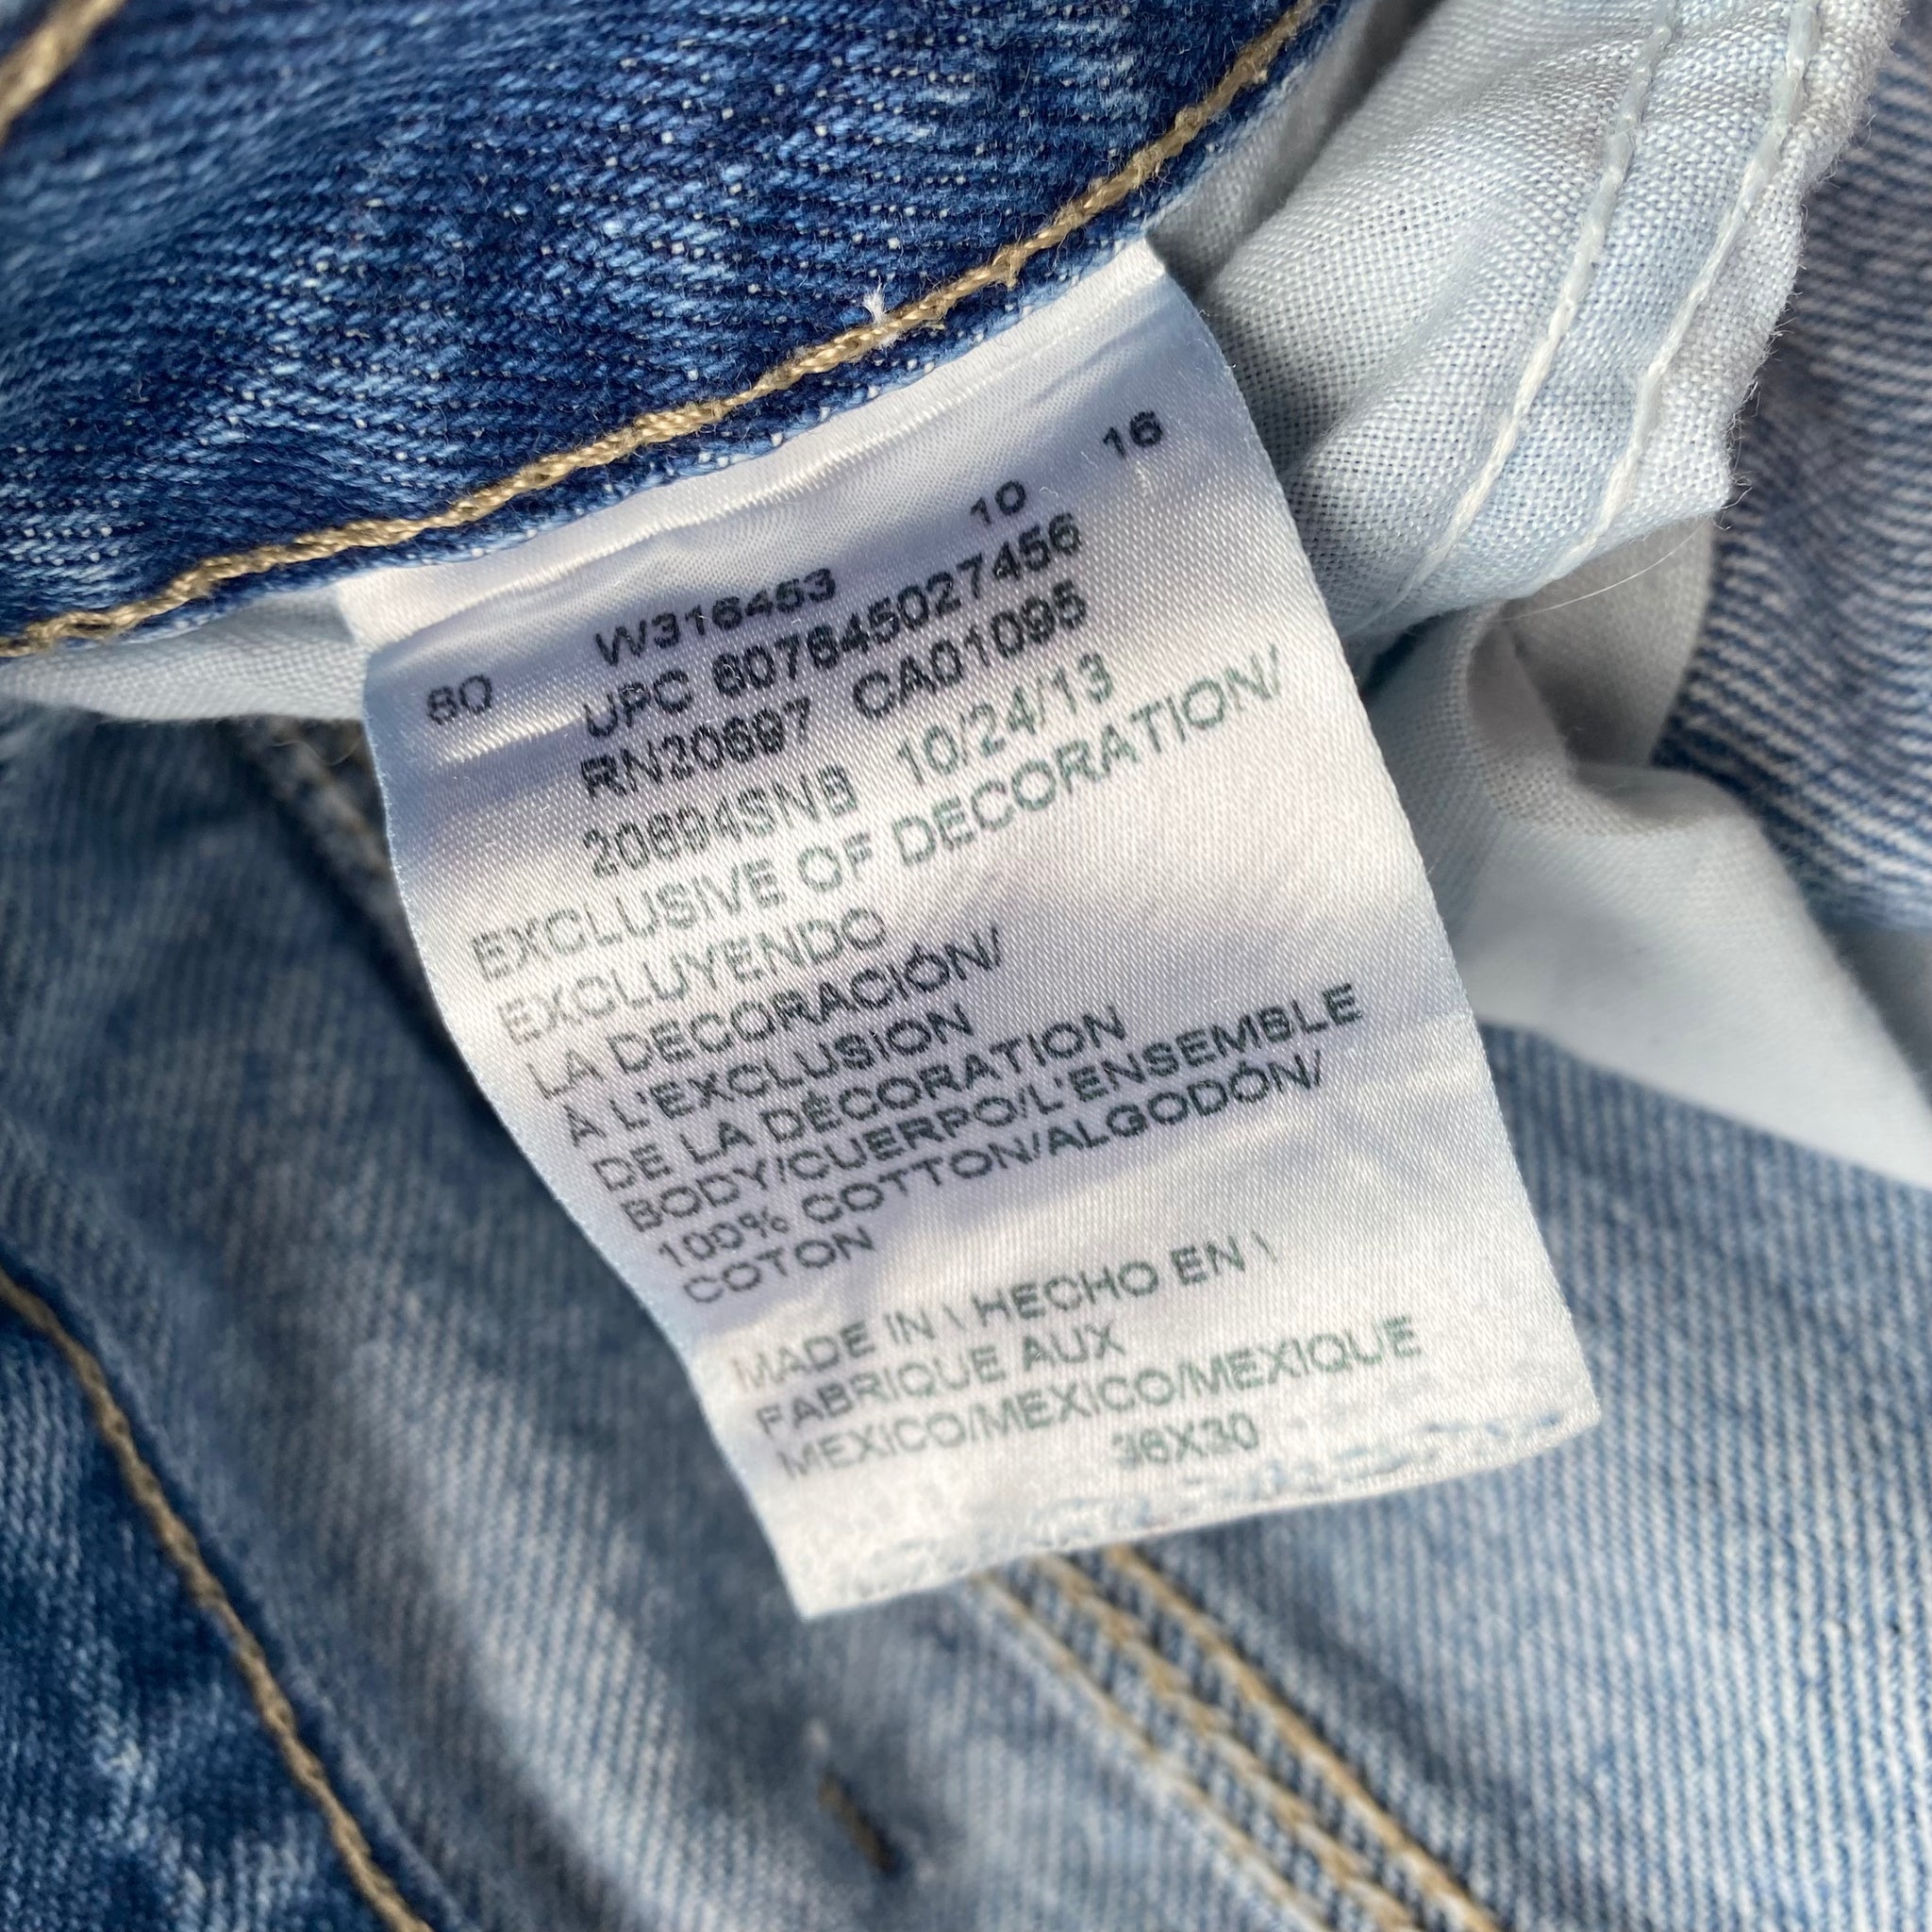 10 16
W316453
80 UPC 607645027456
RN20697 CA01095
20694SNB 10/24/13
EXCLUSIVE OF DECORATION/
EXCLUYENDO
LA DECORACIÓN/
À L'EXCLUSION
DE LA DÉCORATION
BODY/CUERPO/L'ENSEMBLE
100% COTTON/ALGODÓN/
COTON
MADE IN \ HECHO EN \
FABRIQUE AUX
MEXICO/MEXICO/MEXIQUE
36X30